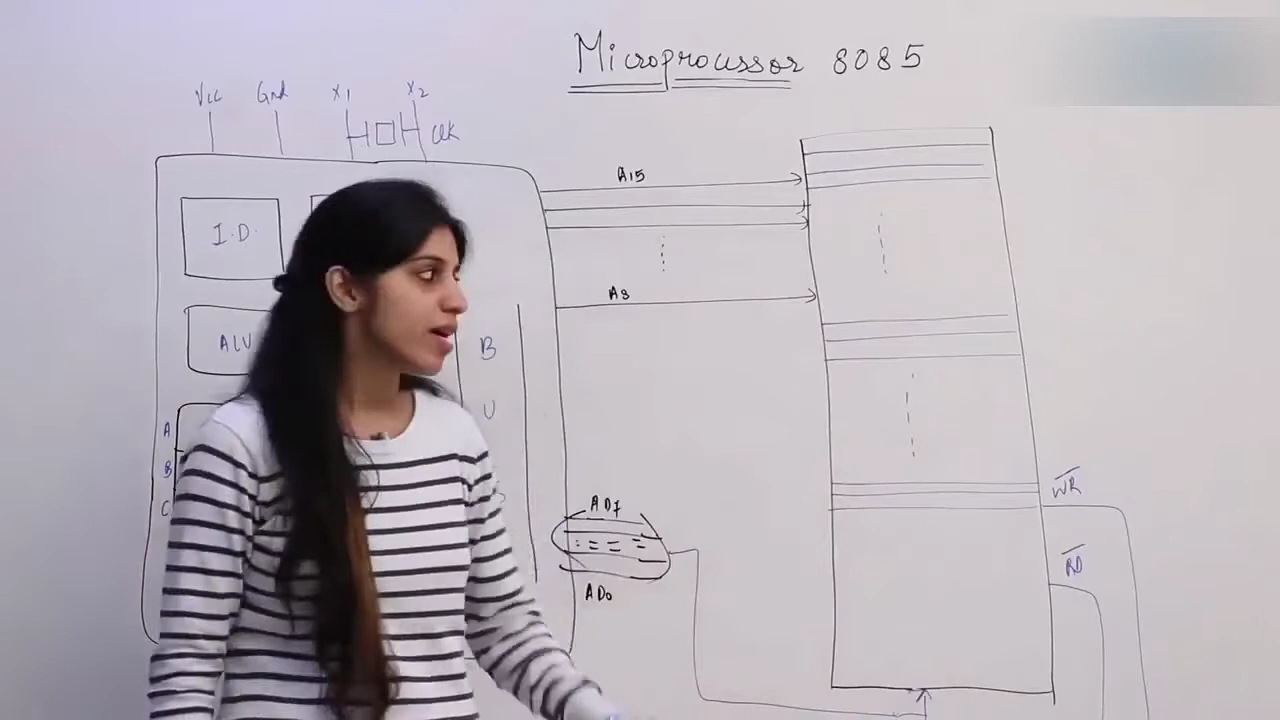 Microprocessor 8085
Vcc Gnd X1 X2
CLK
A15
I.D.
A8
ALU
B
U
A
B
C
WR
AD7
RD
AD0